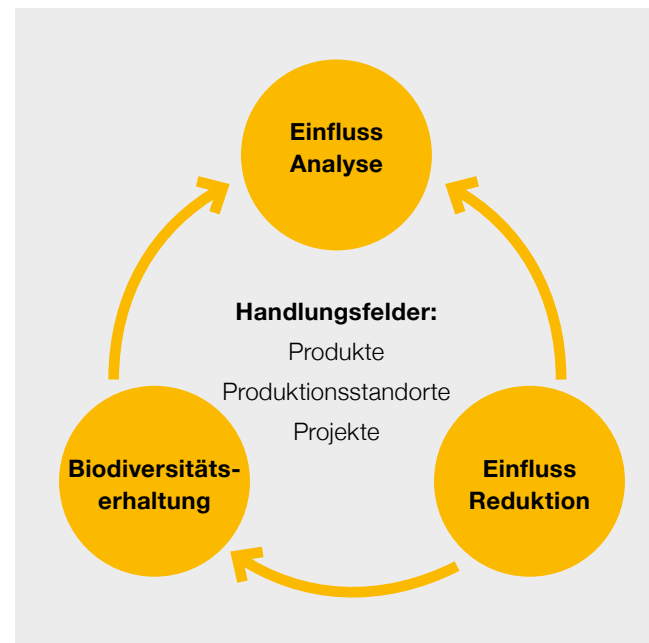 Einfluss
Analyse
Handlungsfelder:
Produkte
Produktionsstandorte
Projekte
Biodiversitäts-
erhaltung
Einfluss
Reduktion